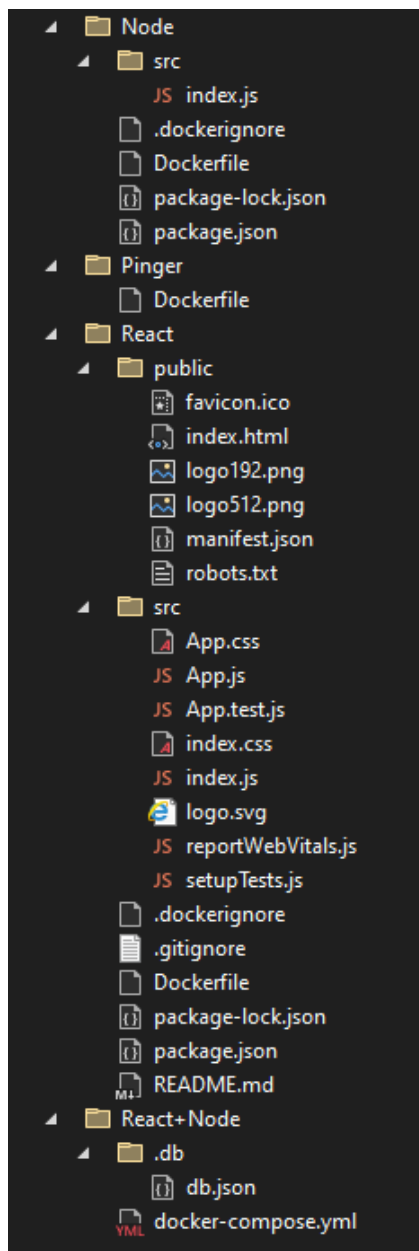 Node
src
JS index.js
.dockerignore
Dockerfile
package-lock.json
package.json
Pinger
Dockerfile
React
public
favicon.ico
index.html
logo192.png
logo512.png
manifest.json
robots.txt
src
App.css
JS App.js
JS App.test.js
index.css
JS index.js
logo.svg
JS reportWebVitals.js
JS setupTests.js
.dockerignore
.gitignore
Dockerfile
package-lock.json
package.json
M↓ README.md
React+Node
.db
db.json
YML docker-compose.yml